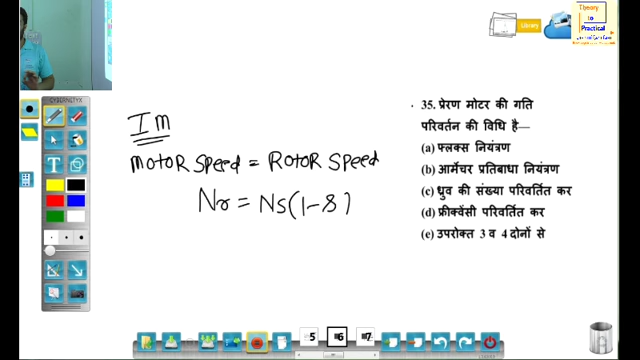 Library
Theory
to
Practical
CYBERNETYX
IM
MOTOR Speed = ROTOR Speed
Nr = NS(1-s)
35. प्रेरण मोटर की गति
परिवर्तन की विधि है—
(a) फ्लक्स नियंत्रण
(b) आर्मेचर प्रतिबाधा नियंत्रण
(c) ध्रुव की संख्या परिवर्तित कर
(d) फ्रीक्वेंसी परिवर्तित कर
(e) उपरोक्त 3 व 4 दोनों से
5
6
7